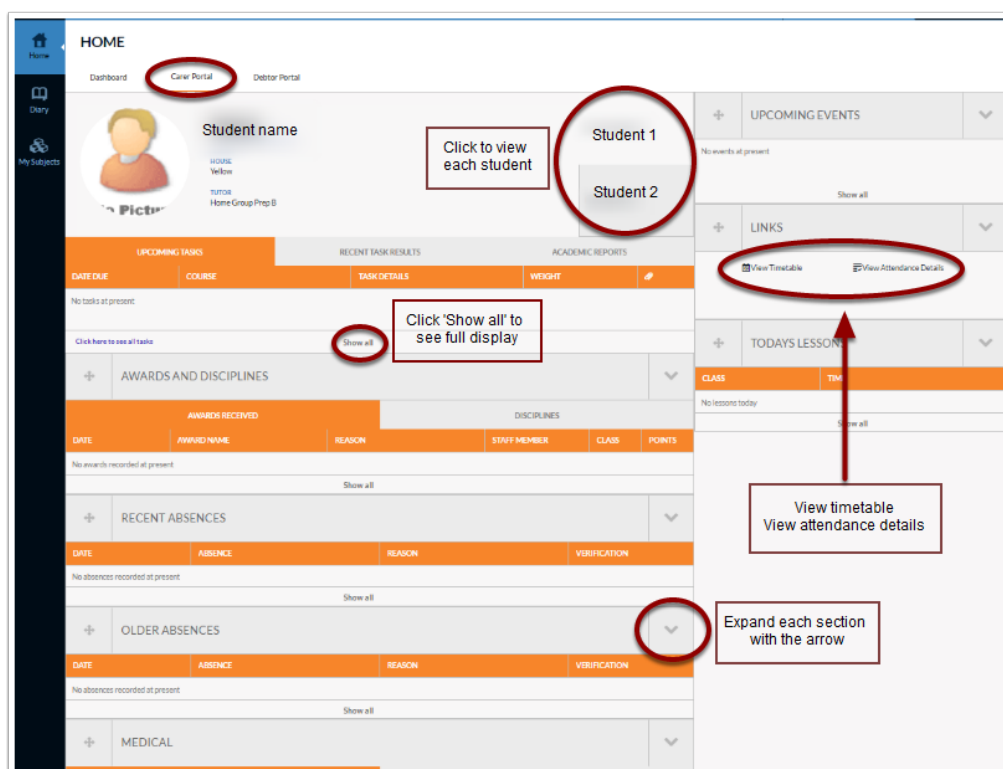 Home
Diary
My Subjects
HOME
Dashboard Carer Portal Debtor Portal
Student name
HOUSE
Yellow
TUTOR
Home Group Prep B
Click to view
each student
Student 1
Student 2
UPCOMING TASKS RECENT TASK RESULTS ACADEMIC REPORTS
DATE DUE COURSE TASK DETAILS WEIGHT
No tasks at present
Click 'Show all' to
see full display
Click here to see all tasks Show all
AWARDS AND DISCIPLINES
AWARDS RECEIVED DISCIPLINES
DATE AWARD NAME REASON STAFF MEMBER CLASS POINTS
No awards recorded at present
Show all
RECENT ABSENCES
DATE ABSENCE REASON VERIFICATION
No absences recorded at present
Show all
OLDER ABSENCES
DATE ABSENCE REASON VERIFICATION
No absences recorded at present
Show all
MEDICAL
UPCOMING EVENTS
No events at present
Show all
LINKS
View Timetable View Attendance Details
TODAYS LESSONS
CLASS
No lessons today
all
View timetable
View attendance details
Expand each section
with the arrow